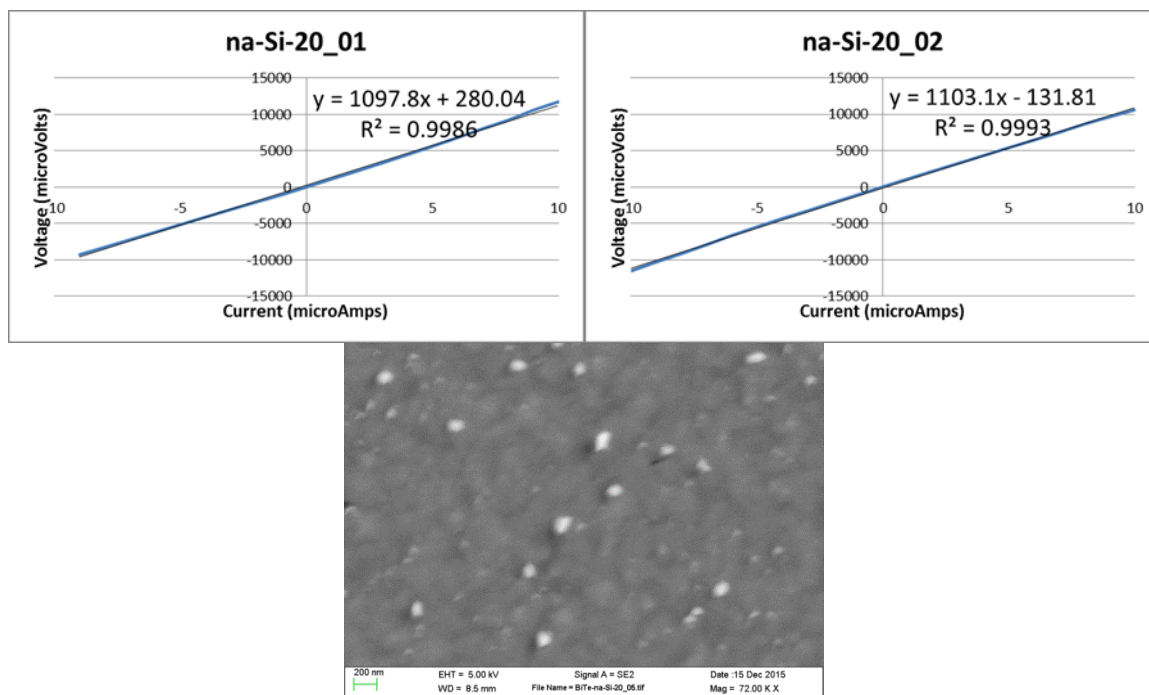 na-Si-20_01
15000
y = 1097.8x + 280.04
10000
R² = 0.9986
5000
0
10
-5
0
5
10
-5000
-10000
-15000
Voltage (microVolts)
Current (microAmps)
na-Si-20_02
15000
y = 1103.1x - 131.81
10000
R² = 0.9993
5000
0
10
-5
0
5
10
-5000
-10000
-15000
Voltage (microVolts)
Current (microAmps)
200 nm
EHT = 5.00 kV
Signal A = SE2
Date :15 Dec 2015
WD = 8.5 mm
File Name = BiTe-na-Si-20_05.tif
Mag = 72.00 K X